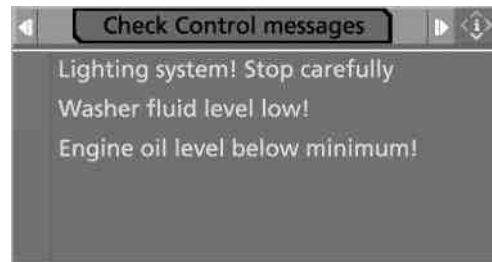 Check Control messages
Lighting system! Stop carefully
Washer fluid level low!
Engine oil level below minimum!